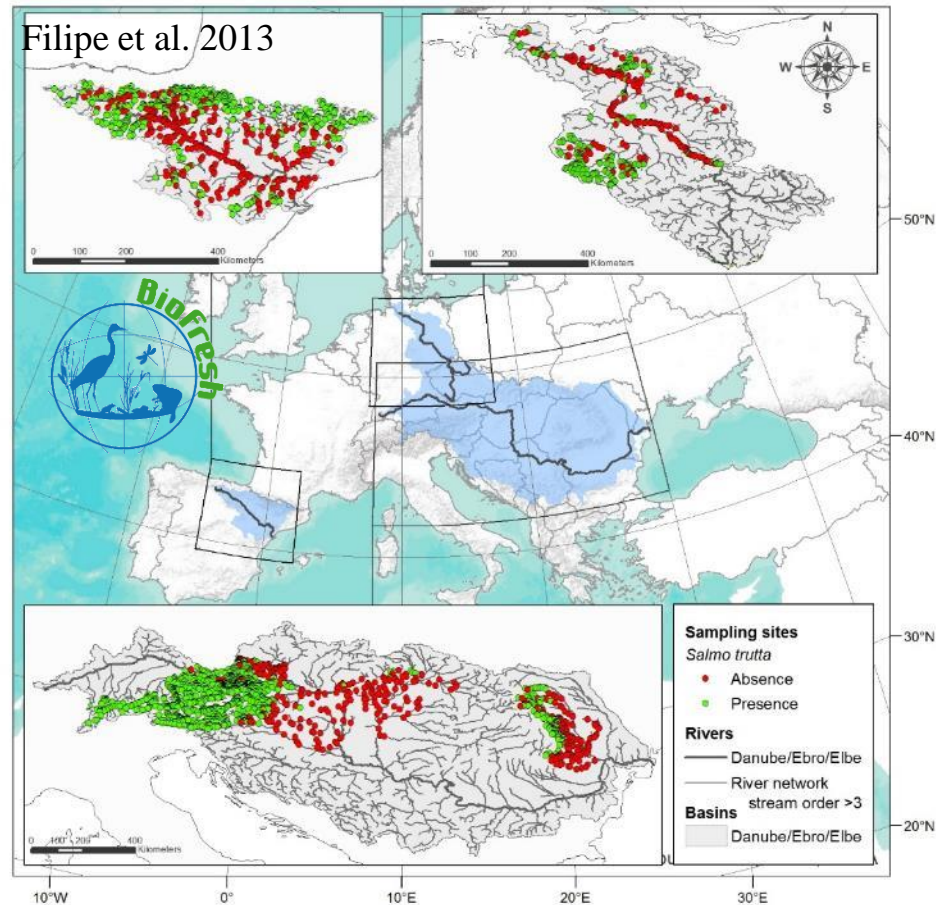 Filipe et al. 2013
N
W E
S
0 100 200 400
Kilometers
0 100 200 400
Kilometers
BioFresh
50°N
40°N
30°N
20°N
Sampling sites
Salmo trutta
Absence
Presence
Rivers
Danube/Ebro/Elbe
River network
stream order >3
Basins
Danube/Ebro/Elbe
0 100 200 400
Kilometers
10°W 0° 10°E 20°E 30°E